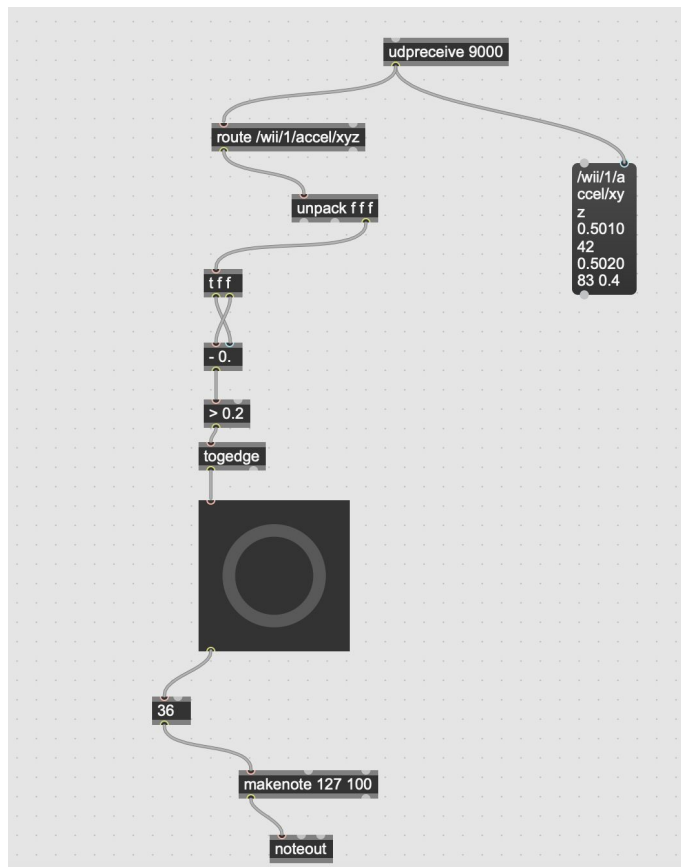 udpreceive 9000
route /wii/1/accel/xyz
/wii/1/a
ccel/xy
z
0.5010
42
0.5020
83 0.4
unpack f f f
t f f
- 0.
> 0.2
togedge
36
makenote 127 100
noteout